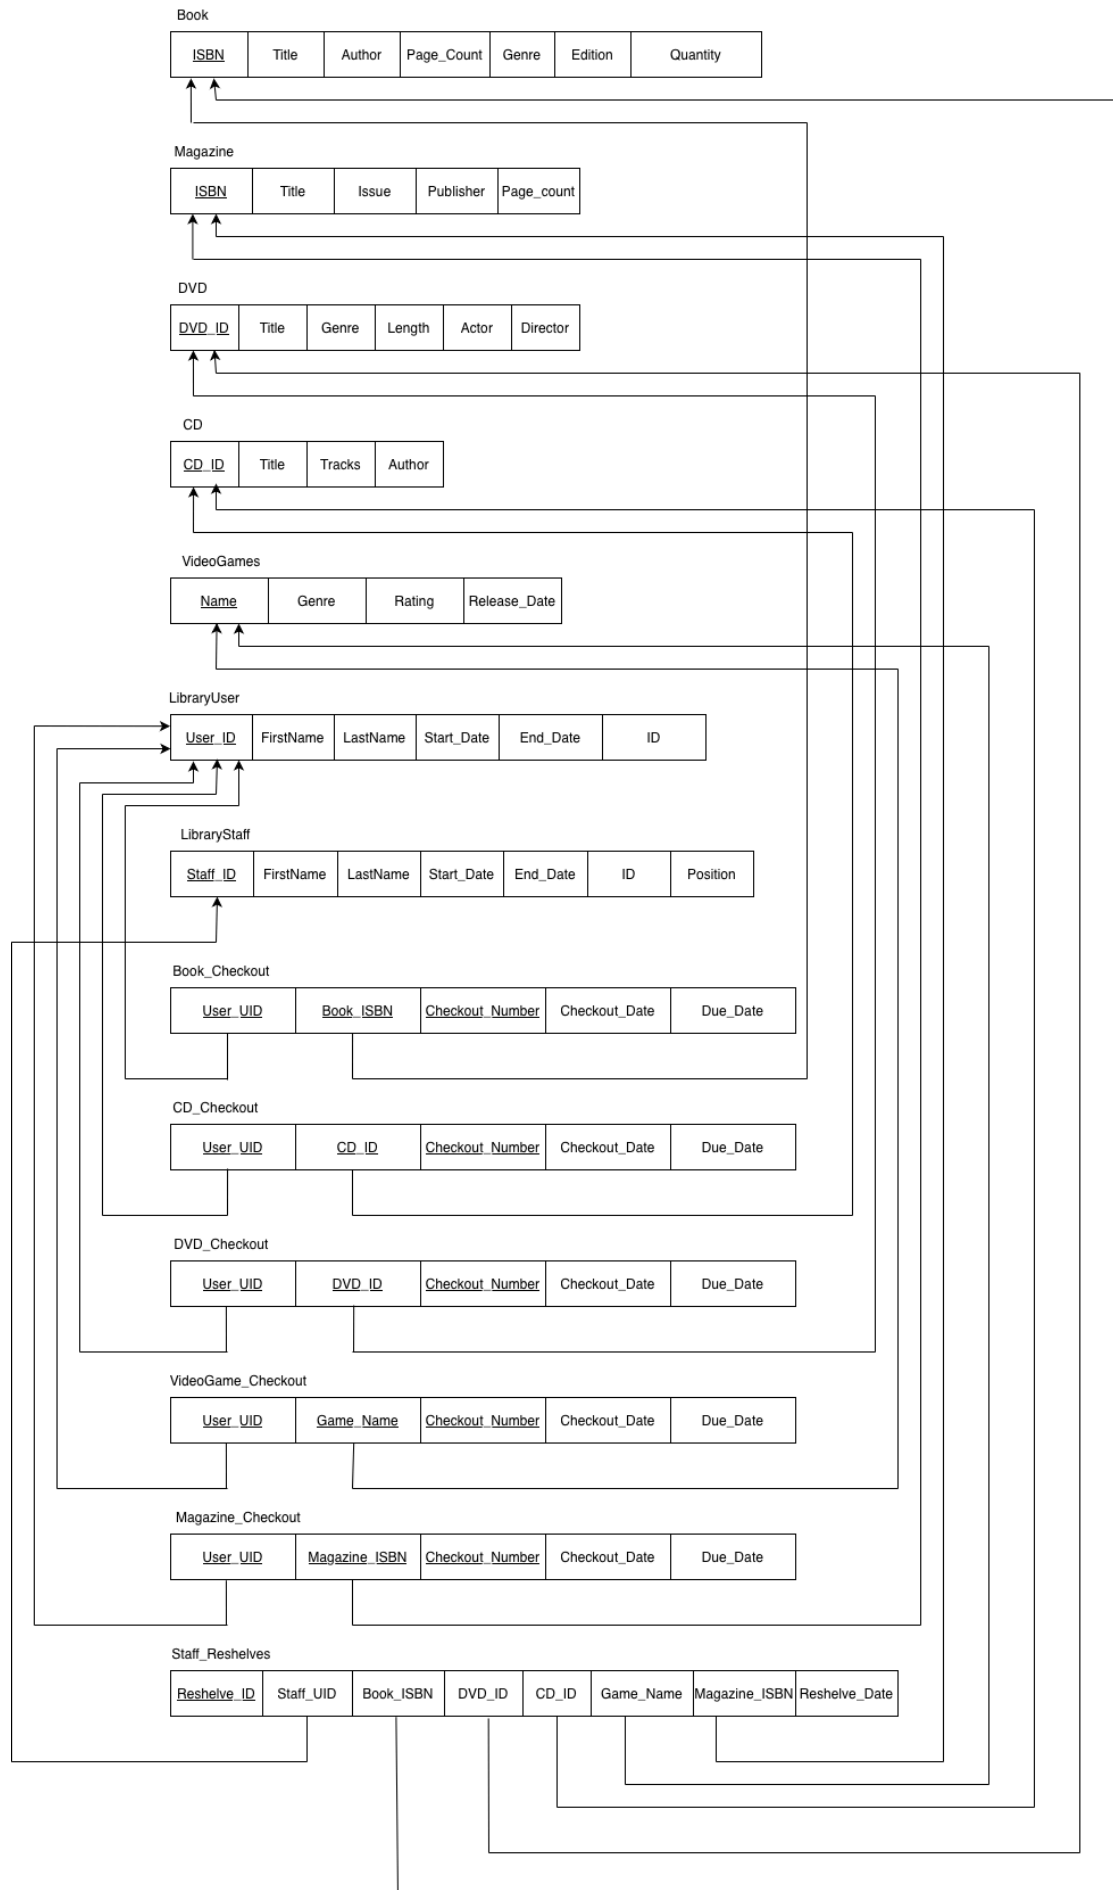 Book
ISBN Title Author Page_Count Genre Edition Quantity
Magazine
ISBN Title Issue Publisher Page_count
DVD
DVD_ID Title Genre Length Actor Director
CD
CD_ID Title Tracks Author
VideoGames
Name Genre Rating Release_Date
LibraryUser
User_ID FirstName LastName Start_Date End_Date ID
LibraryStaff
Staff_ID FirstName LastName Start_Date End_Date ID Position
Book_Checkout
User_UID Book_ISBN Checkout_Number Checkout_Date Due_Date
CD_Checkout
User_UID CD_ID Checkout_Number Checkout_Date Due_Date
DVD_Checkout
User_UID DVD_ID Checkout_Number Checkout_Date Due_Date
VideoGame_Checkout
User_UID Game_Name Checkout_Number Checkout_Date Due_Date
Magazine_Checkout
User_UID Magazine_ISBN Checkout_Number Checkout_Date Due_Date
Staff_Reshelves
Reshelve_ID Staff_UID Book_ISBN DVD_ID CD_ID Game_Name Magazine_ISBN Reshelve_Date